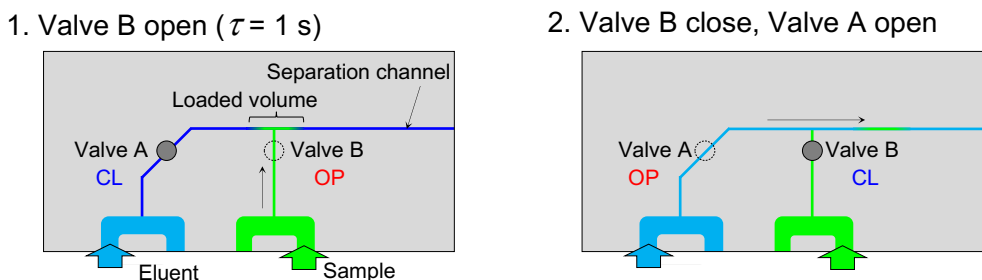 1. Valve B open (τ = 1 s)
Separation channel
Loaded volume
Valve A
Valve B
CL
OP
Eluent
Sample
2. Valve B close, Valve A open
Valve A
Valve B
OP
CL